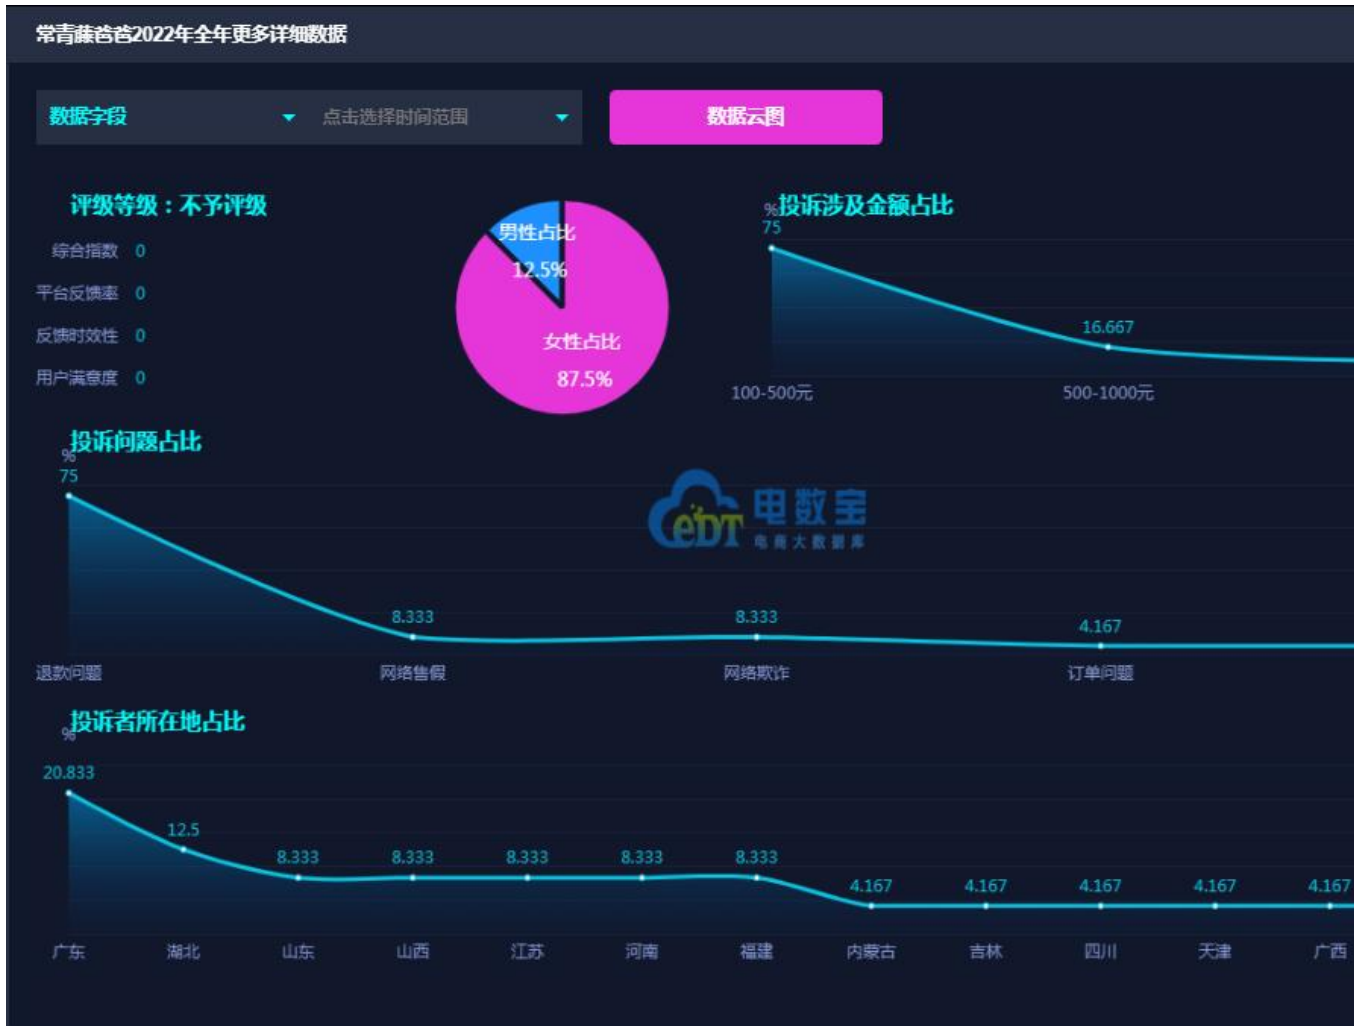 常青藤爸爸2022年全年更多详细数据
数据字段
点击选择时间范围
数据云图
评级等级：不予评级
综合指数 0
平台反馈率 0
反馈时效性 0
用户满意度 0
男性占比
12.5%
女性占比
87.5%
投诉涉及金额占比
%
75
16.667
100-500元
500-1000元
投诉问题占比
%
75
8.333
8.333
4.167
退款问题
网络售假
网络欺诈
订单问题
eDT 电数宝
电商大数据库
投诉者所在地占比
%
20.833
12.5
8.333
8.333
8.333
8.333
8.333
4.167
4.167
4.167
4.167
4.167
广东
湖北
山东
山西
江苏
河南
福建
内蒙古
吉林
四川
天津
广西